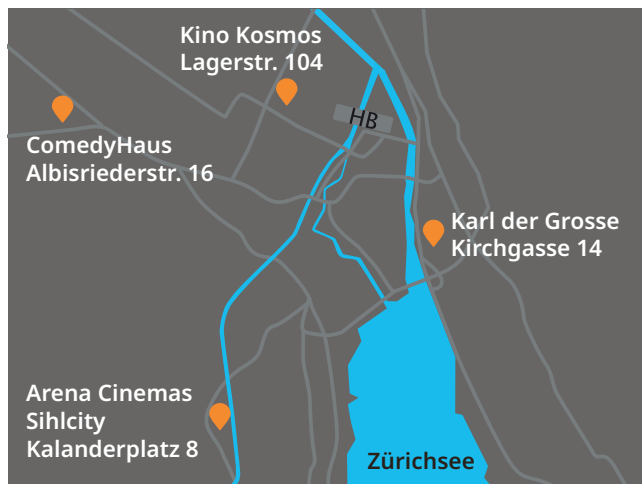 Kino Kosmos
Lagerstr. 104
HB
ComedyHaus
Albisriederstr. 16
Karl der Grosse
Kirchgasse 14
Arena Cinemas
Sihlcity
Kalanderplatz 8
Zürichsee